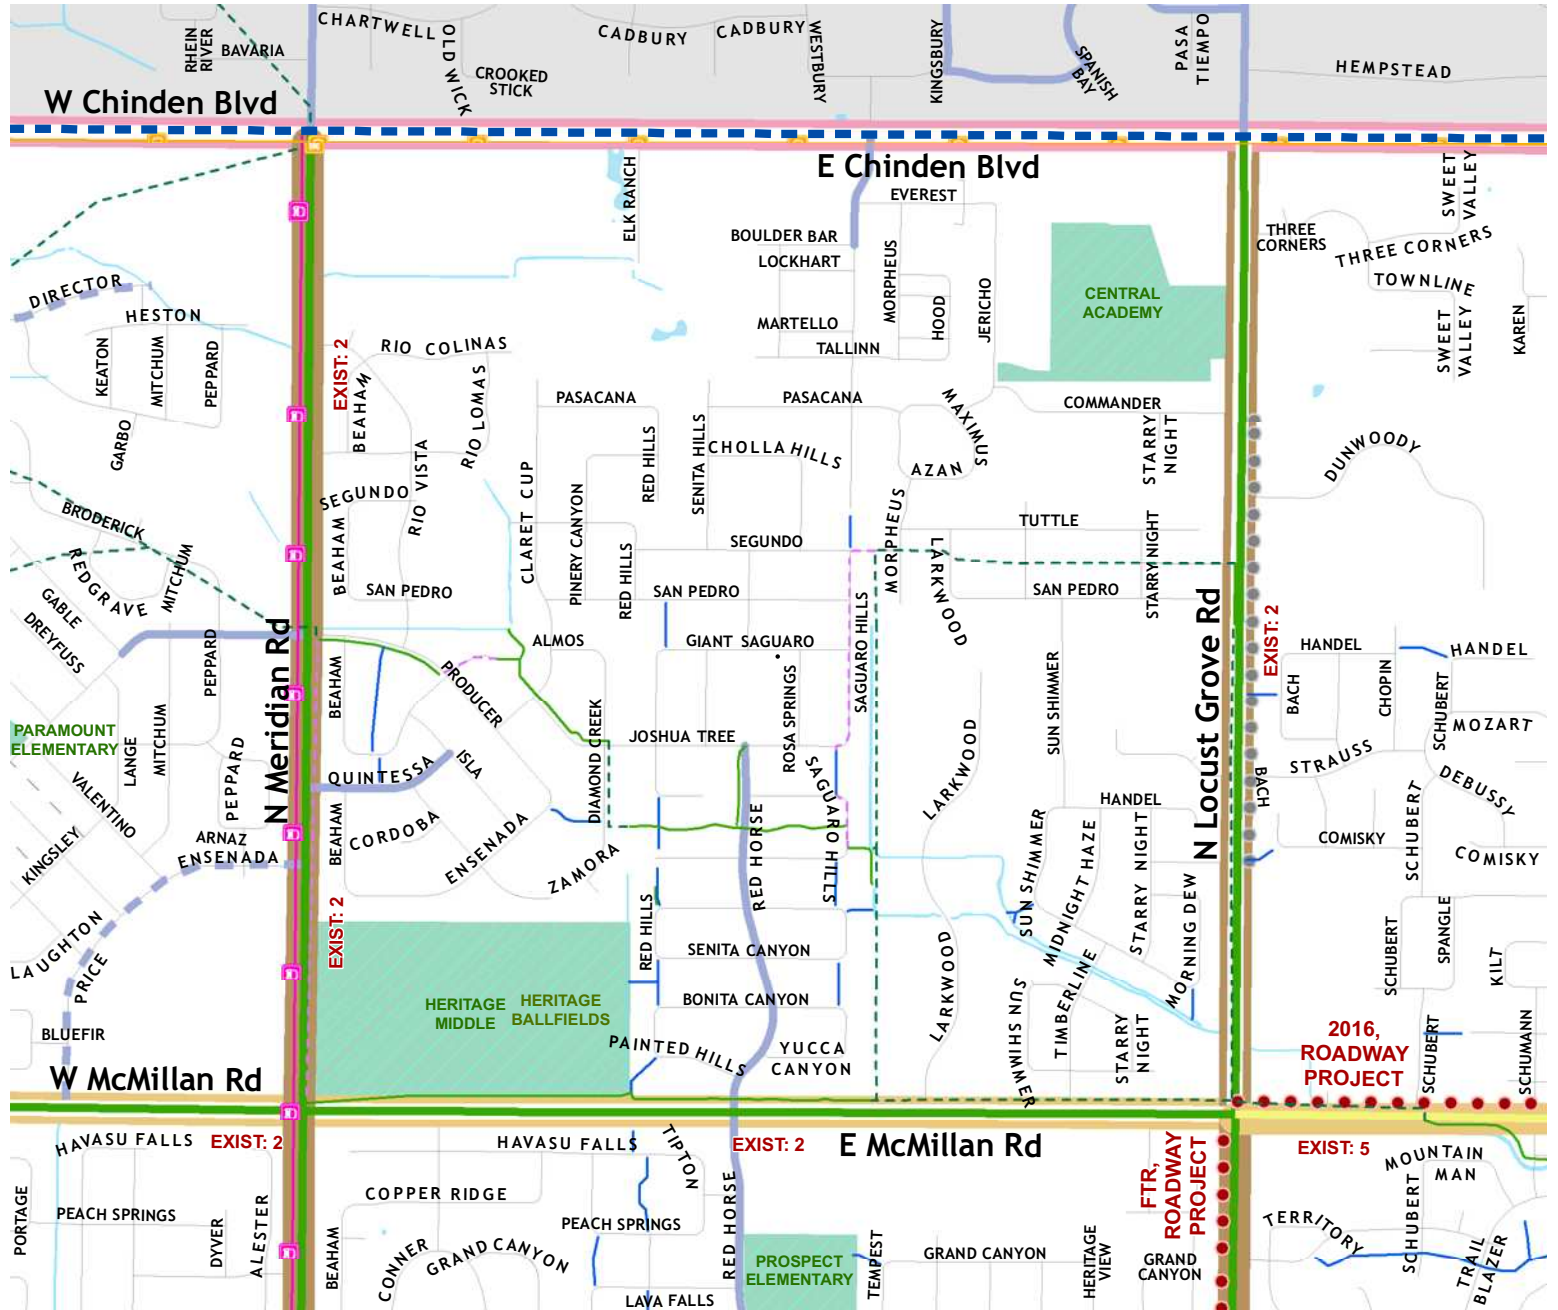 CHARTWELL
OLD WICK
CADBURY
CADBURY
WESTBURY
KINGSBURY
SPANISH
BAY
PASA
TIEMPO
HEMPSTEAD
RHEIN
RIVER
BAVARIA
CROOKED
STICK
W Chinden Blvd
E Chinden Blvd
ELK RANCH
EVEREST
BOULDER BAR
LOCKHART
MORPHEUS
HOOD
JERICHO
MARTELLO
TALLINN
CENTRAL
ACADEMY
THREE
CORNERS
THREE CORNERS
SWEET
VALLEY
TOWNLINE
SWEET
VALLEY
KAREN
DIRECTOR
HESTON
KEATON
MITCHUM
PEPPARD
GARBO
EXIST: 2
RIO COLINAS
BEAHAM
RIO LOMAS
RIO VISTA
PASACANA
PASACANA
RED HILLS
SENITA HILLS
CHOLLA HILLS
MAXIMUS
AZAN
COMMANDER
STARRY
NIGHT
DUNWOODY
BRODERICK
REDGRAVE
MITCHUM
GABLE
DREYFUSS
PEPPARD
SEGUNDO
BEAHAM
SAN PEDRO
CLARET CUP
PINERY CANYON
RED HILLS
SEGUNDO
SAN PEDRO
MORPHEUS
LARKWOOD
TUTTLE
STARRY NIGHT
SAN PEDRO
N Meridian Rd
N Locust Grove Rd
EXIST: 2
ALMOS
GIANT SAGUARO
SAGUARO HILLS
ROSA SPRINGS
HANDEL
HANDEL
BACH
CHOPIN
SCHUBERT
MOZART
BEAHAM
PRODUCER
DIAMOND CREEK
JOSHUA TREE
LARKWOOD
SUN SHIMMER
STRAUSS
BACH
DEBUSSY
PARAMOUNT
ELEMENTARY
LANGE
MITCHUM
PEPPARD
VALENTINO
KINGSLEY
ARNAZ
ENSENADA
QUINTESSA
ISLA
BEAHAM
CORDOBA
ENSENADA
ZAMORA
RED HORSE
SAGUARO HILLS
HANDEL
SUN SHIMMER
MIDNIGHT HAZE
STARRY NIGHT
MORNING DEW
COMISKY
SCHUBERT
COMISKY
LAUGHTON
PRICE
BLUEFIR
EXIST: 2
HERITAGE
MIDDLE
HERITAGE
BALLFIELDS
RED HILLS
SENITA CANYON
BONITA CANYON
PAINTED HILLS
YUCCA
CANYON
LARKWOOD
SUN SHIMMER
TIMBERLINE
STARRY
NIGHT
SCHUBERT
SPANGLE
KILT
2016,
ROADWAY
PROJECT
SCHUBERT
SCHUMANN
W McMillan Rd
E McMillan Rd
HAVASU FALLS
EXIST: 2
HAVASU FALLS
TIPTON
EXIST: 2
FTR,
ROADWAY
PROJECT
EXIST: 5
MOUNTAIN
MAN
PORTAGE
PEACH SPRINGS
DYVER
ALESTER
BEAHAM
COPPER RIDGE
CONNER
GRAND CANYON
PEACH SPRINGS
LAVA FALLS
RED HORSE
PROSPECT
ELEMENTARY
TEMPEST
GRAND CANYON
HERITAGE
VIEW
GRAND
CANYON
TERRITORY
SCHUBERT
TRAIL
BLAZER